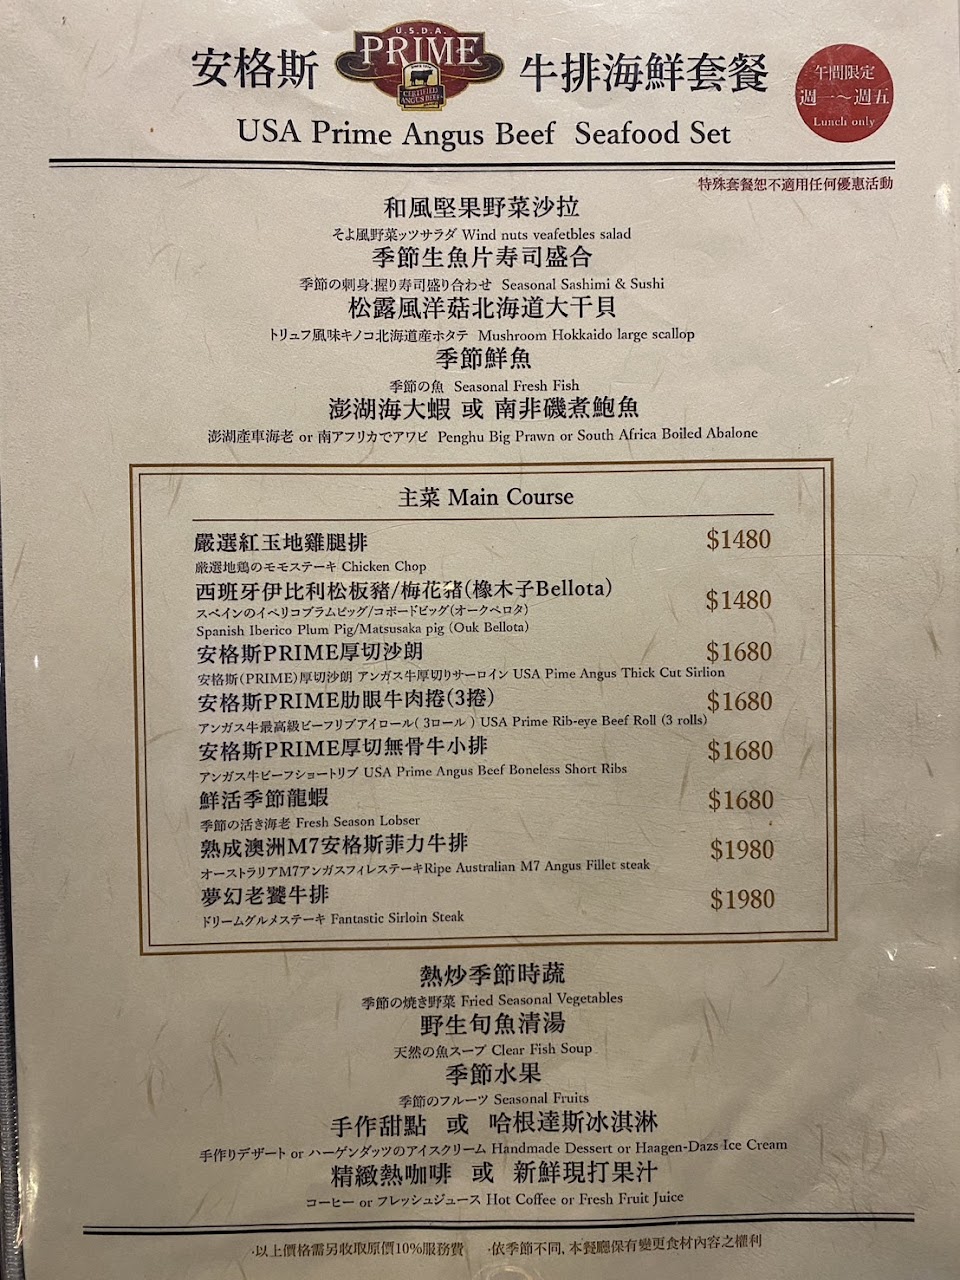 安格斯
U.S.D.A.
PRIME
CERTIFIED
ANGUS BEEF
牛排海鮮套餐
午間限定
週一～週五
Lunch only
USA Prime Angus Beef Seafood Set
特殊套餐恕不適用任何優惠活動
和風堅果野菜沙拉
そよ風野菜ッツサラダ Wind nuts veafetbles salad
季節生魚片寿司盛合
季節の刺身:握り寿司盛り合わせ Seasonal Sashimi & Sushi
松露風洋菇北海道大干貝
トリュフ風味キノコ北海道産ホタテ Mushroom Hokkaido large scallop
季節鮮魚
季節の魚 Seasonal Fresh Fish
澎湖海大蝦 或 南非磯煮鮑魚
澎湖產車海老 or 南アフリカでアワビ Penghu Big Prawn or South Africa Boiled Abalone
主菜 Main Course
嚴選紅玉地雞腿排 $1480
厳選地鶏のモモステーキ Chicken Chop
西班牙伊比利松板豬/梅花豬(橡木子Bellota) $1480
スペインのイベリコプラムピッグ/コボードピッグ(オークベロタ)
Spanish Iberico Plum Pig/Matsusaka pig (Ouk Bellota)
安格斯PRIME厚切沙朗 $1680
安格斯(PRIME)厚切沙朗 アンガス牛厚切りサーロイン USA Pime Angus Thick Cut Sirlion
安格斯PRIME肋眼牛肉捲(3捲) $1680
アンガス牛最高級ビーフリブアイロール( 3ロール ) USA Prime Rib-eye Beef Roll (3 rolls)
安格斯PRIME厚切無骨牛小排 $1680
アンガス牛ビーフショートリブ USA Prime Angus Beef Boneless Short Ribs
鮮活季節龍蝦 $1680
季節の活き海老 Fresh Season Lobser
熟成澳洲M7安格斯菲力牛排 $1980
オーストラリアM7アンガスフィレステーキRipe Australian M7 Angus Fillet steak
夢幻老饕牛排 $1980
ドリームグルメステーキ Fantastic Sirloin Steak
熱炒季節時蔬
季節の焼き野菜 Fried Seasonal Vegetables
野生旬魚清湯
天然の魚スープ Clear Fish Soup
季節水果
季節のフルーツ Seasonal Fruits
手作甜點 或 哈根達斯冰淇淋
手作りデザート or ハーゲンダッツのアイスクリーム Handmade Dessert or Haagen-Dazs Ice Cream
精緻熱咖啡 或 新鮮現打果汁
コーヒー or フレッシュジュース Hot Coffee or Fresh Fruit Juice
·以上價格需另收取原價10%服務費 ·依季節不同, 本餐廳保有變更食材內容之權利